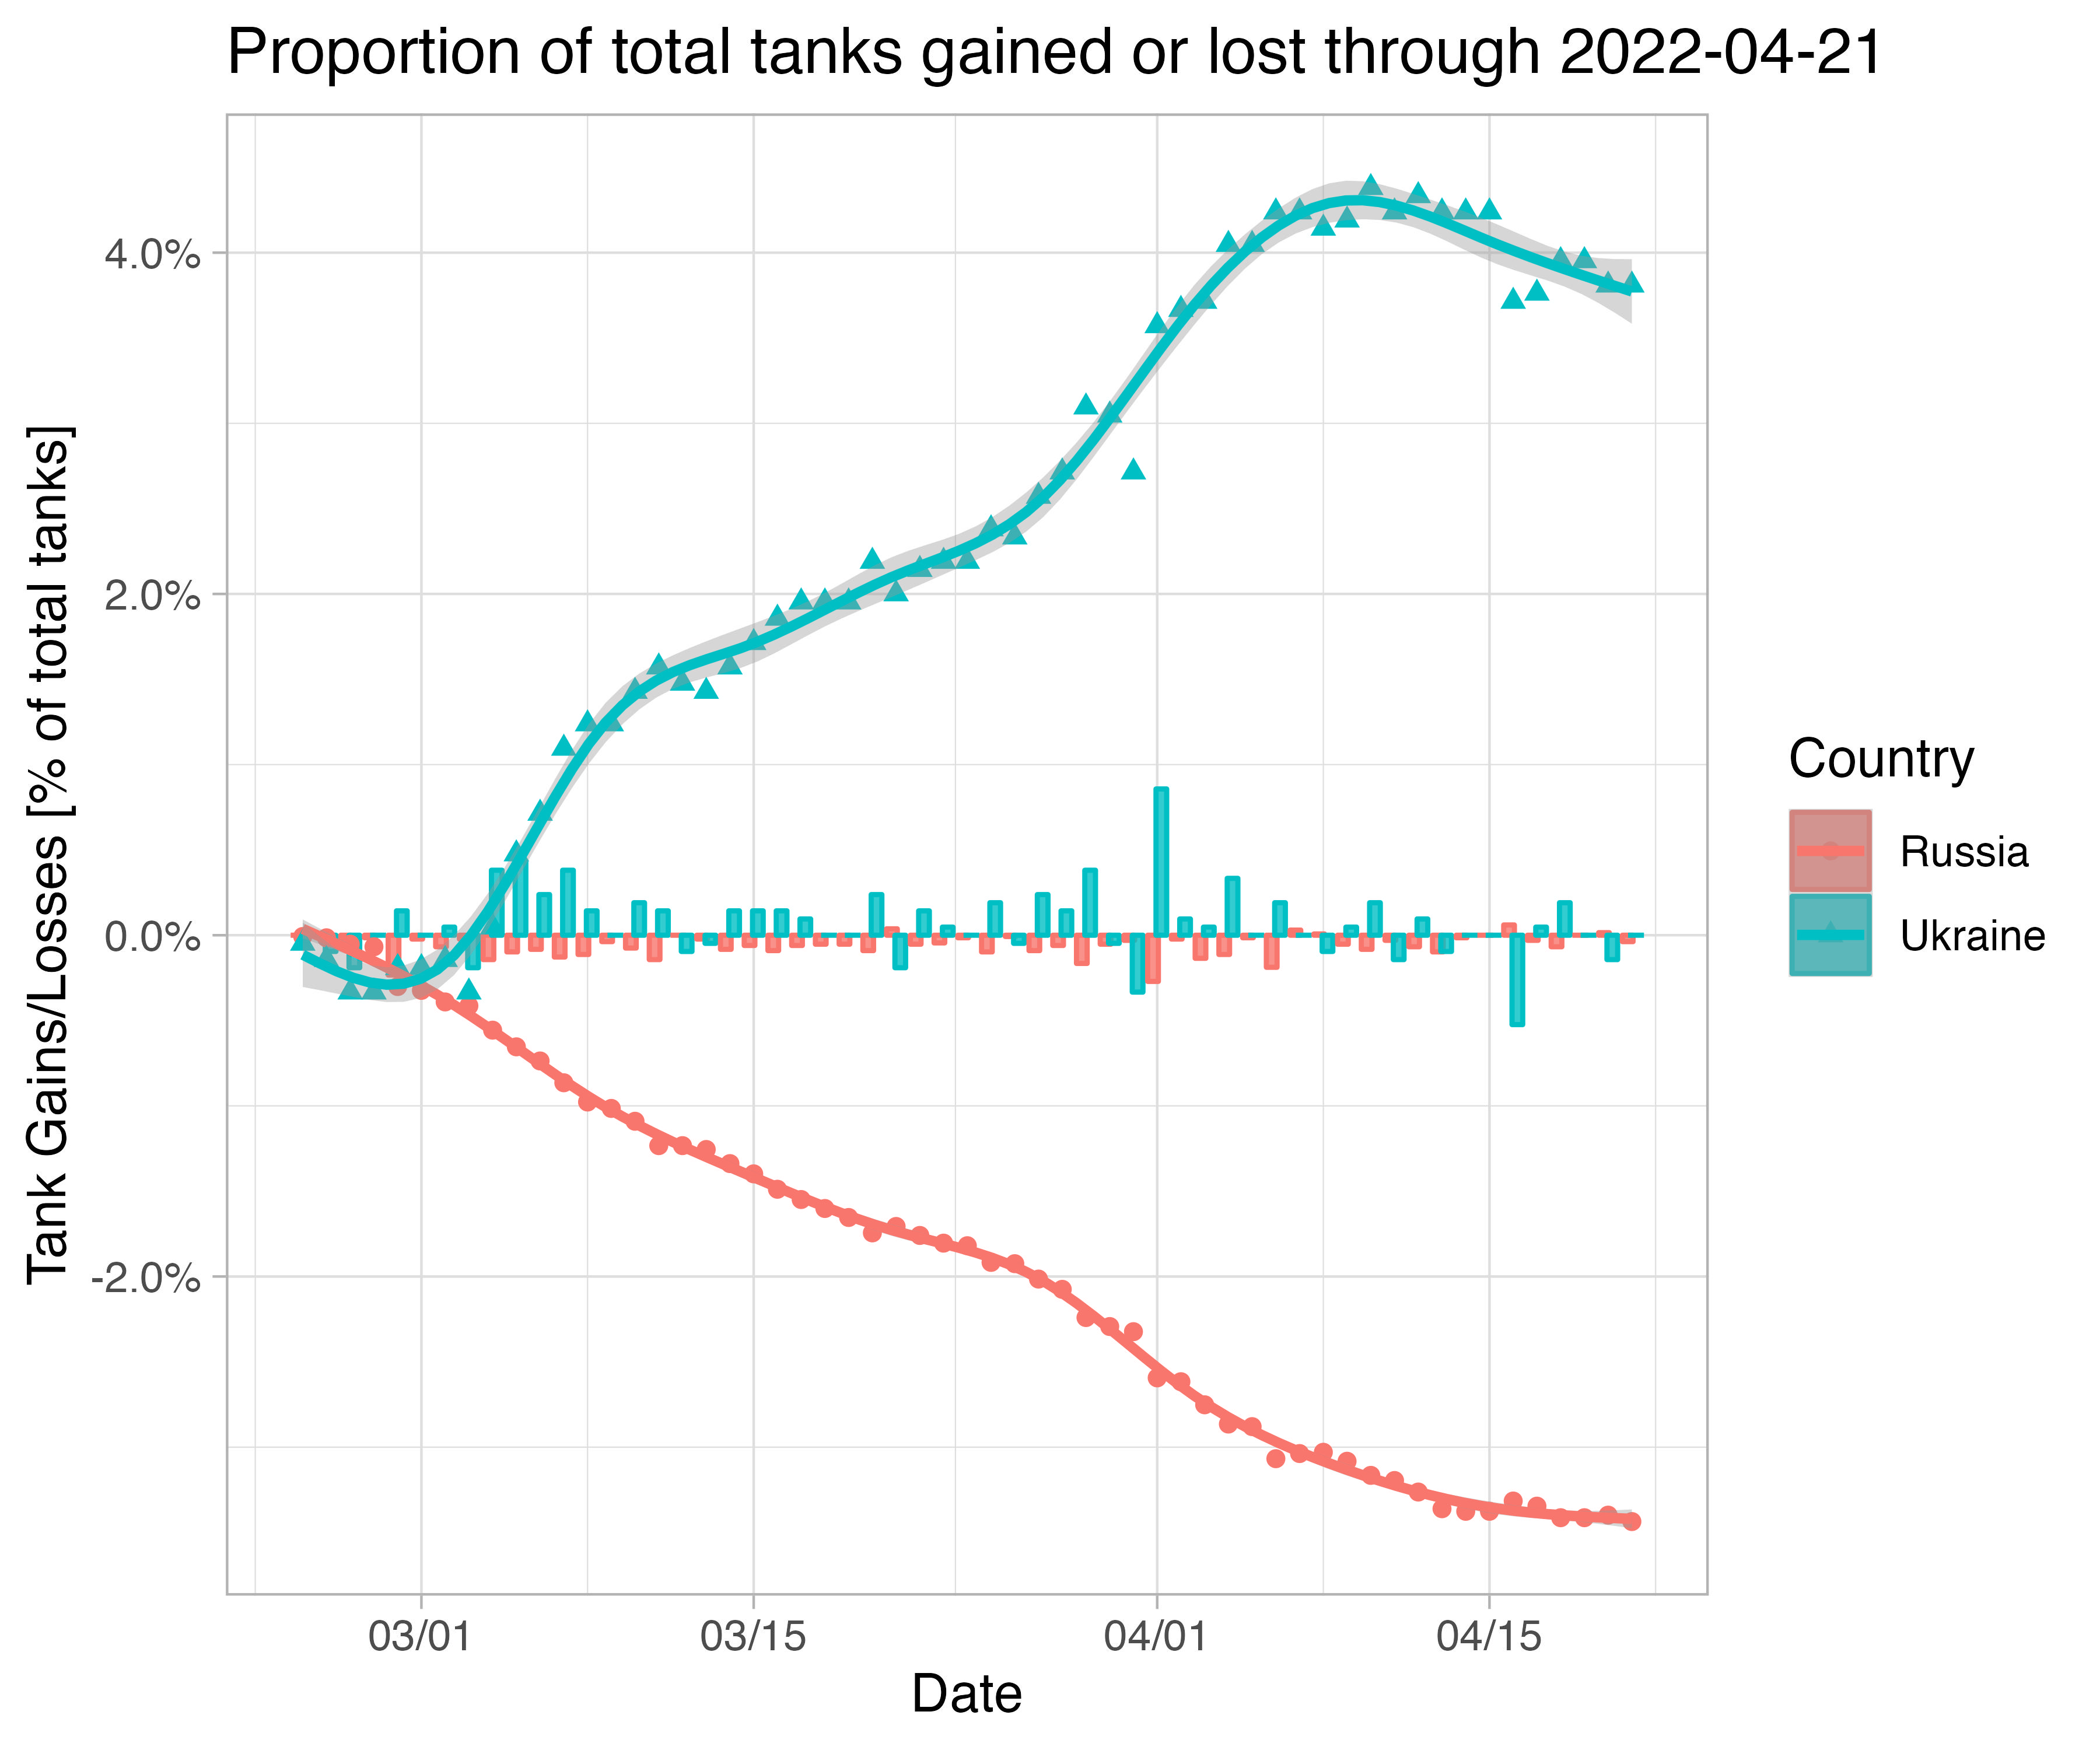 Proportion of total tanks gained or lost through 2022-04-21
Tank Gains/Losses [% of total tanks]
4.0%
2.0%
0.0%
-2.0%
03/01
03/15
04/01
04/15
Date
Country
Russia
Ukraine